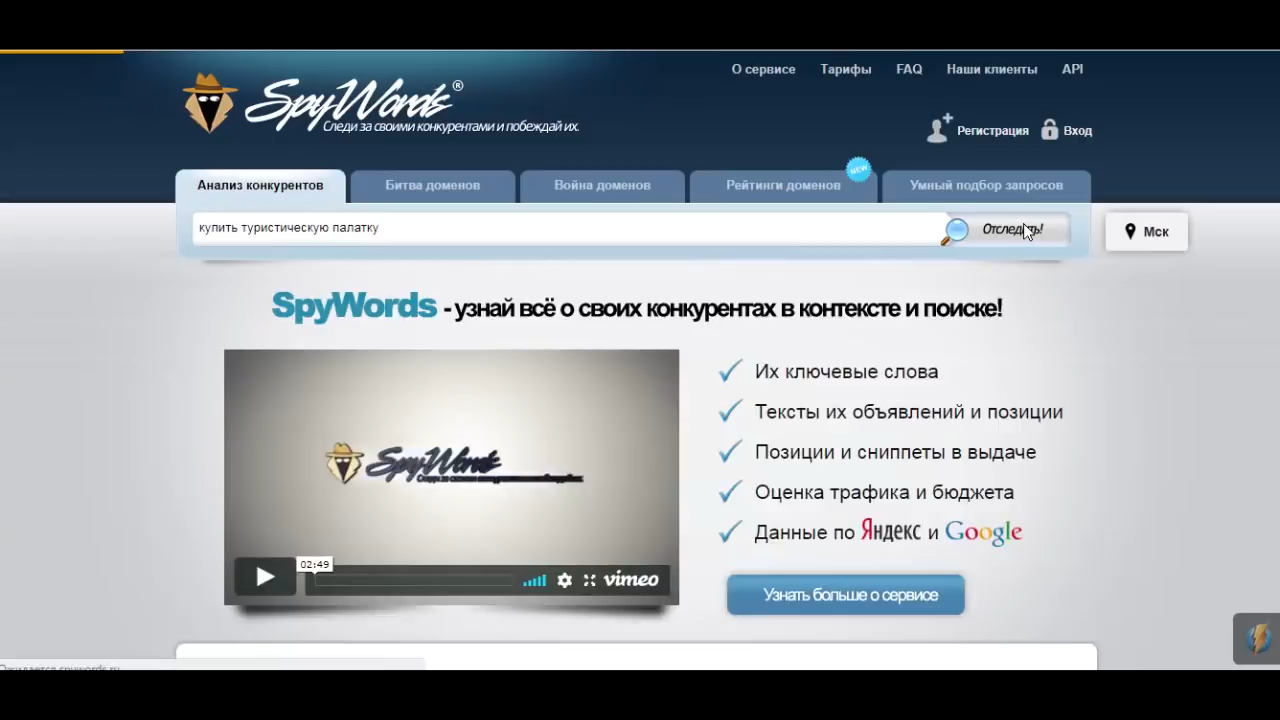 О сервисе Тарифы FAQ Наши клиенты API
SpyWords®
Следи за своими конкурентами и побеждай их.
Регистрация Вход
NEW
Анализ конкурентов Битва доменов Война доменов Рейтинги доменов Умный подбор запросов
купить туристическую палатку
Отследить!
Мск
SpyWords - узнай всё о своих конкурентах в контексте и поиске!
Их ключевые слова
Тексты их объявлений и позиции
Позиции и сниппеты в выдаче
Оценка трафика и бюджета
Данные по Яндекс и Google
SpyWords
02:49
vimeo
Узнать больше о сервисе